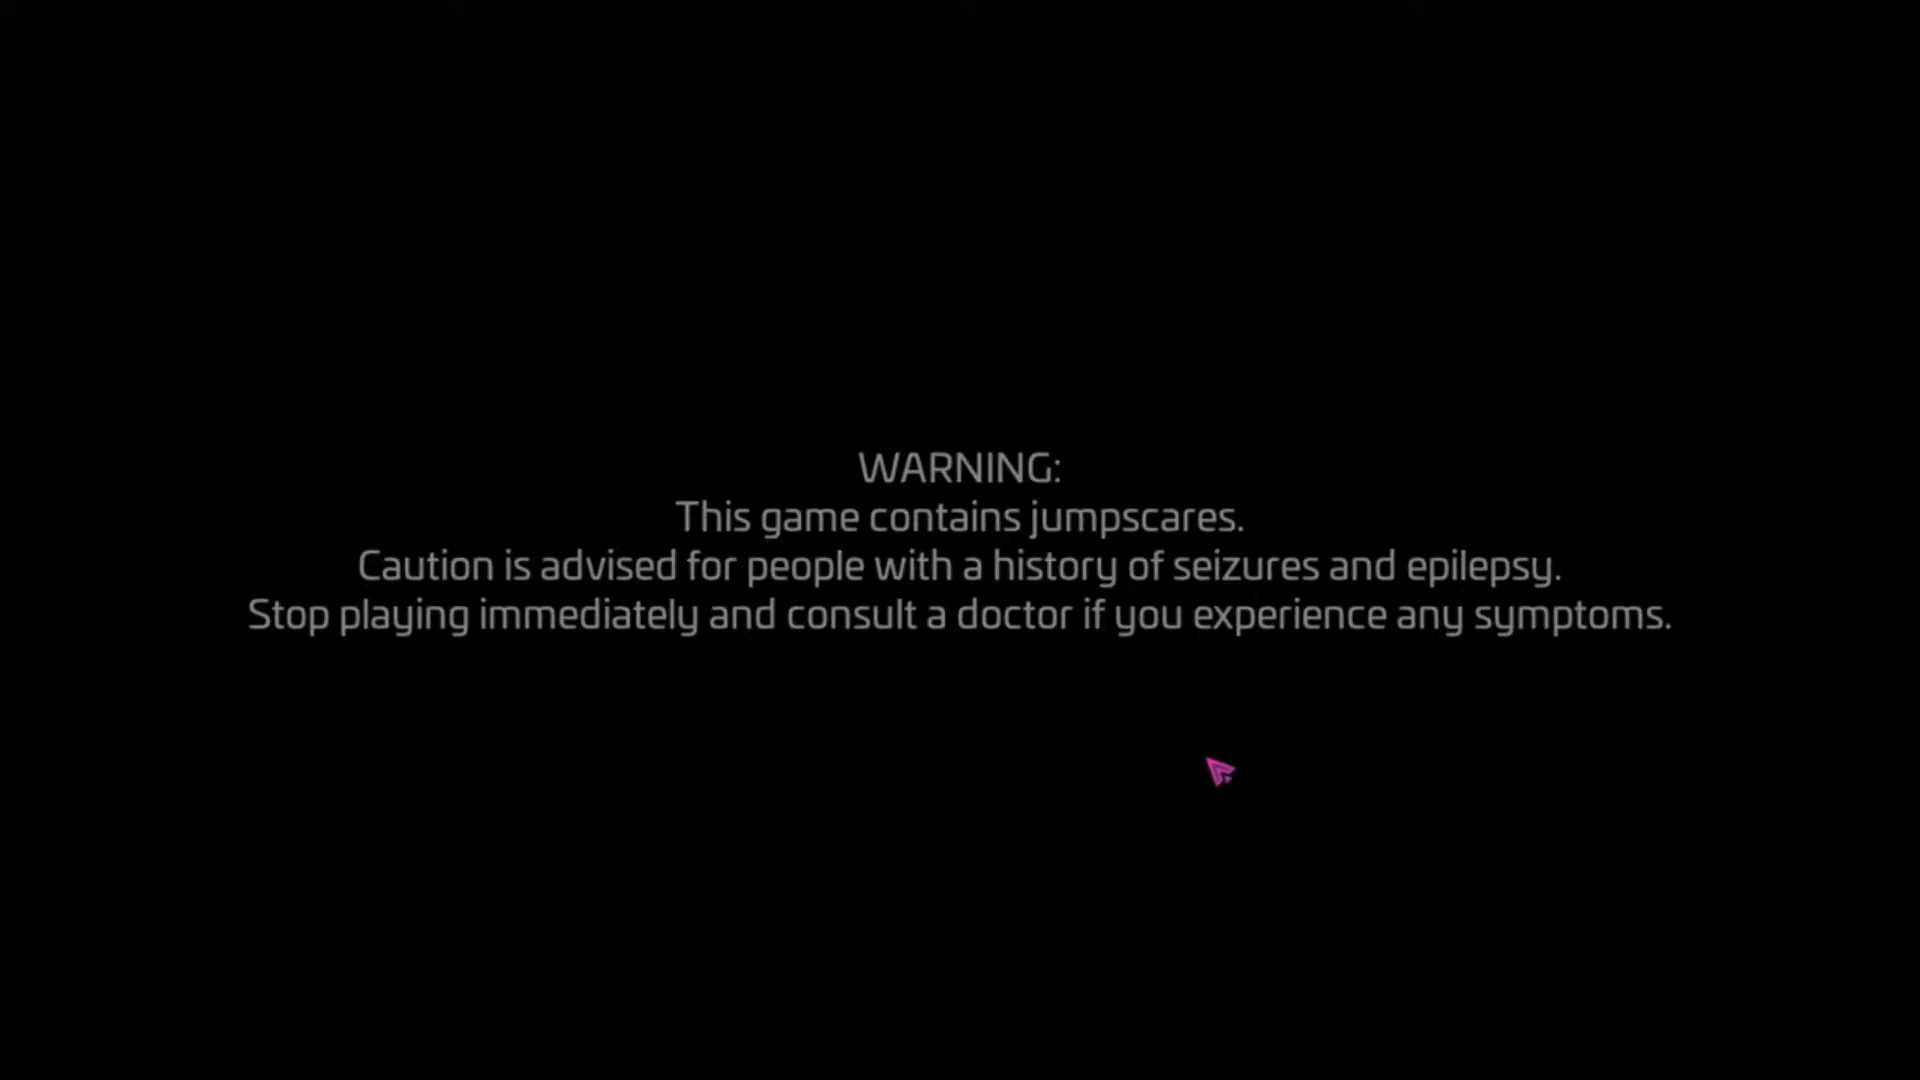 WARNING:
This game contains jumpscares.
Caution is advised for people with a history of seizures and epilepsy.
Stop playing immediately and consult a doctor if you experience any symptoms.